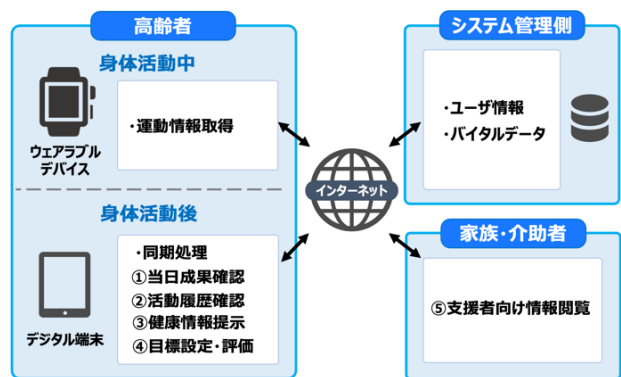 高齢者
身体活動中
ウェアラブル
デバイス
・運動情報取得
身体活動後
デジタル端末
・同期処理
①当日成果確認
②活動履歴確認
③健康情報提示
④目標設定・評価
インターネット
システム管理側
・ユーザ情報
・バイタルデータ
家族・介助者
⑤支援者向け情報閲覧